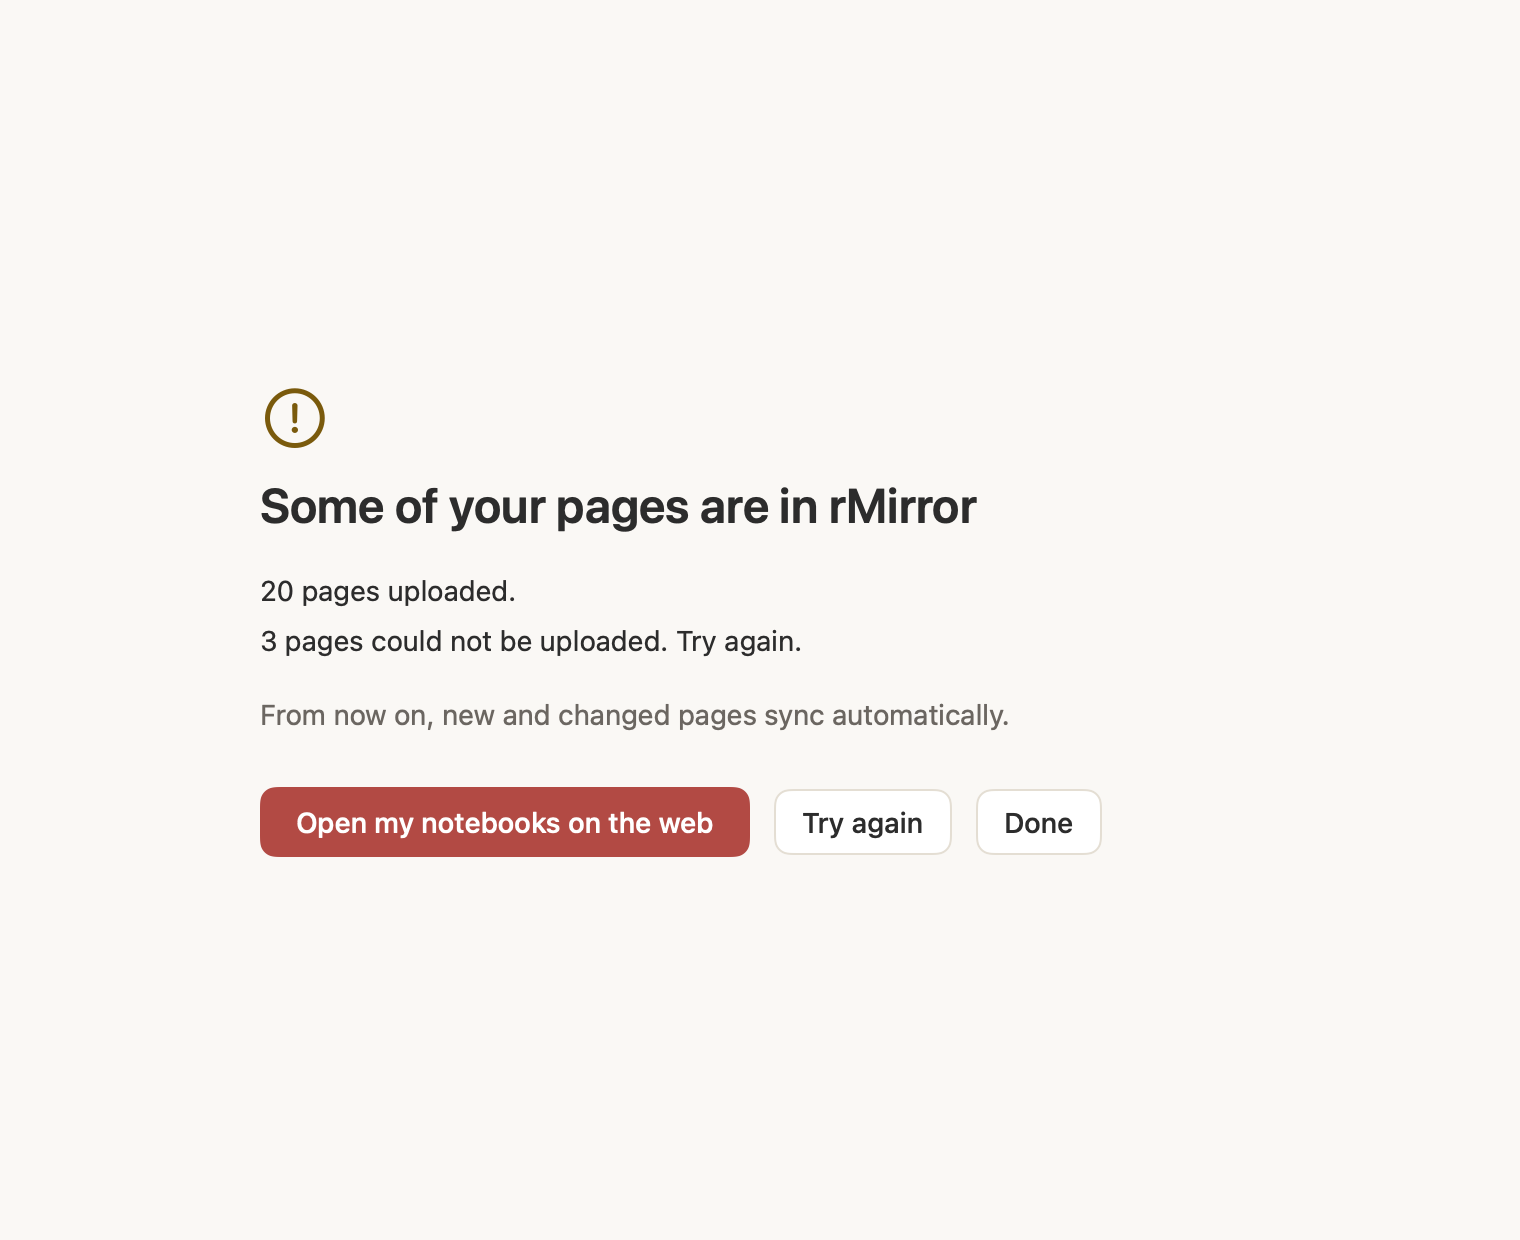 Some of your pages are in rMirror
20 pages uploaded.
3 pages could not be uploaded. Try again.
From now on, new and changed pages sync automatically.
Open my notebooks on the web
Try again
Done